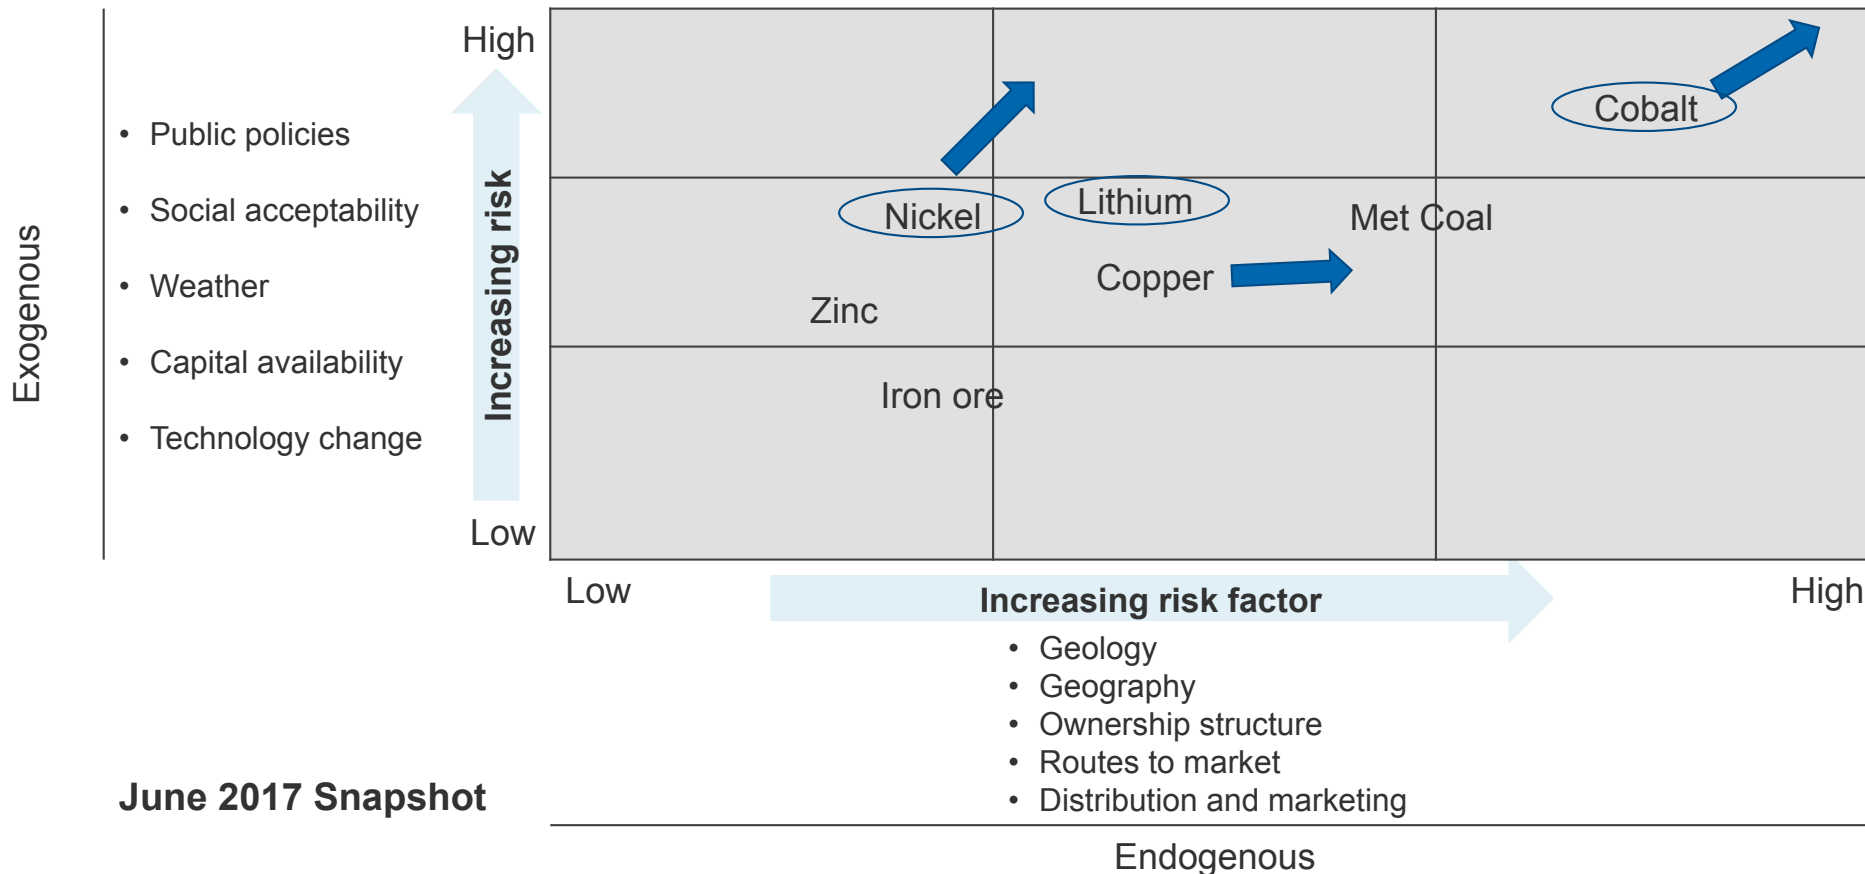 Exogenous
• Public policies
• Social acceptability
• Weather
• Capital availability
• Technology change
High
Increasing risk
Low
Cobalt
Nickel
Lithium
Met Coal
Copper
Zinc
Iron ore
Low
Increasing risk factor
High
• Geology
• Geography
• Ownership structure
• Routes to market
• Distribution and marketing
June 2017 Snapshot
Endogenous